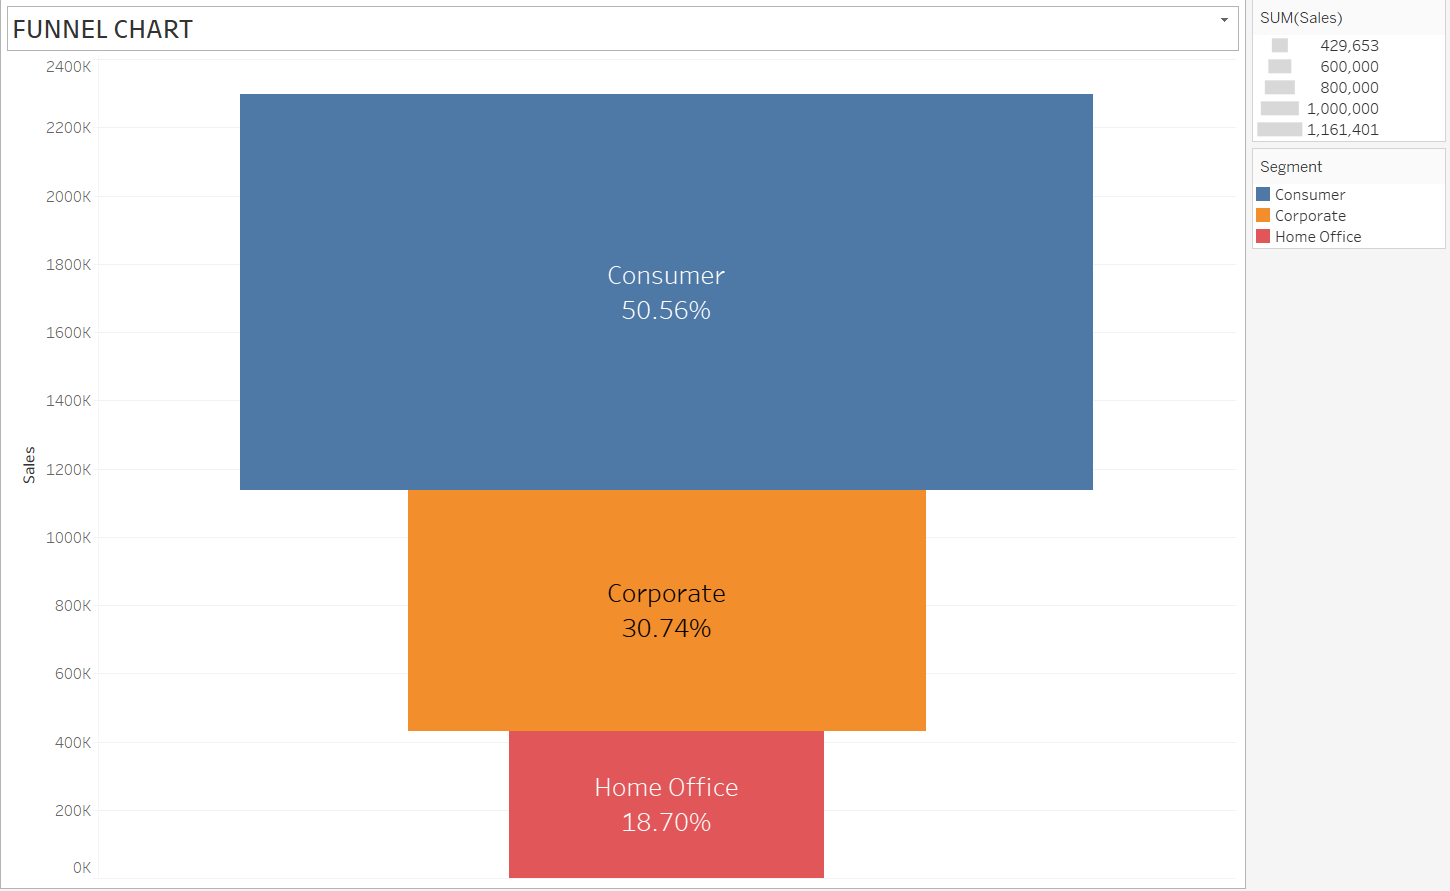 FUNNEL CHART
2400K
2200K
2000K
1800K
1600K
1400K
1200K
1000K
800K
600K
400K
200K
0K
Sales
Consumer
50.56%
Corporate
30.74%
Home Office
18.70%
SUM(Sales)
429,653
600,000
800,000
1,000,000
1,161,401
Segment
Consumer
Corporate
Home Office